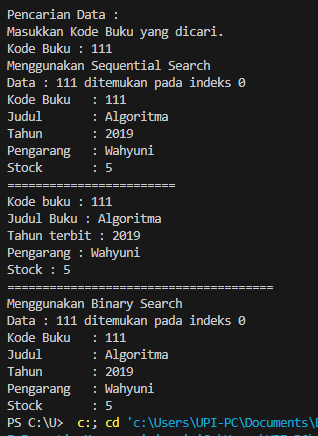 Pencarian Data :
Masukkan Kode Buku yang dicari.
Kode Buku : 111
Menggunakan Sequential Search
Data : 111 ditemukan pada indeks 0
Kode Buku   : 111
Judul       : Algoritma
Tahun       : 2019
Pengarang   : Wahyuni
Stock       : 5
========================
Kode buku : 111
Judul Buku : Algoritma
Tahun terbit : 2019
Pengarang : Wahyuni
Stock : 5
======================================
Menggunakan Binary Search
Data : 111 ditemukan pada indeks 0
Kode Buku   : 111
Judul       : Algoritma
Tahun       : 2019
Pengarang   : Wahyuni
Stock       : 5
PS C:\U>  c:; cd 'c:\Users\UPI-PC\Documents\